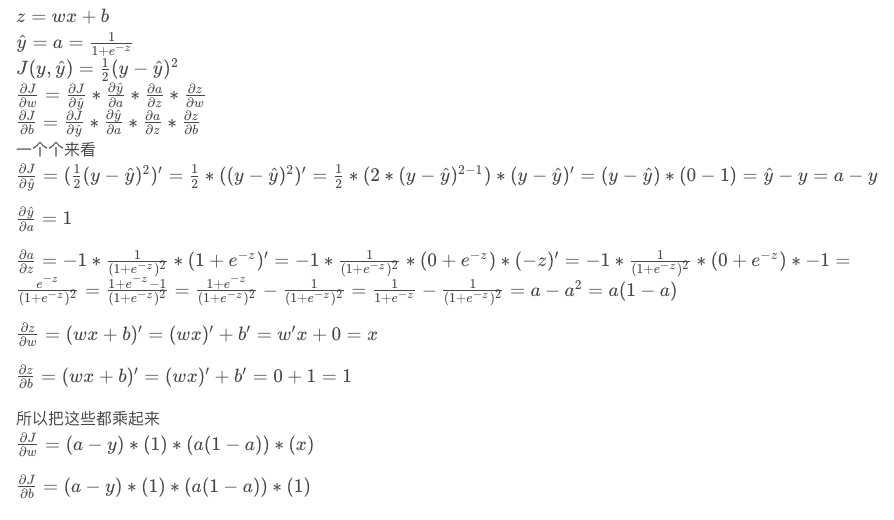 $z = wx + b$
$\hat{y} = a = \frac{1}{1+e^{-z}}$
$J(y, \hat{y}) = \frac{1}{2}(y - \hat{y})^2$
$\frac{\partial J}{\partial w} = \frac{\partial J}{\partial \hat{y}} * \frac{\partial \hat{y}}{\partial a} * \frac{\partial a}{\partial z} * \frac{\partial z}{\partial w}$
$\frac{\partial J}{\partial b} = \frac{\partial J}{\partial \hat{y}} * \frac{\partial \hat{y}}{\partial a} * \frac{\partial a}{\partial z} * \frac{\partial z}{\partial b}$
一个个来看
$\frac{\partial J}{\partial \hat{y}} = (\frac{1}{2}(y - \hat{y})^2)' = \frac{1}{2} * ((y - \hat{y})^2)' = \frac{1}{2} * (2 * (y - \hat{y})^{2-1}) * (y - \hat{y})' = (y - \hat{y}) * (0 - 1) = \hat{y} - y = a - y$
$\frac{\partial \hat{y}}{\partial a} = 1$
$\frac{\partial a}{\partial z} = -1 * \frac{1}{(1+e^{-z})^2} * (1 + e^{-z})' = -1 * \frac{1}{(1+e^{-z})^2} * (0 + e^{-z}) * (-z)' = -1 * \frac{1}{(1+e^{-z})^2} * (0 + e^{-z}) * -1 =$
$\frac{e^{-z}}{(1+e^{-z})^2} = \frac{1+e^{-z}-1}{(1+e^{-z})^2} = \frac{1+e^{-z}}{(1+e^{-z})^2} - \frac{1}{(1+e^{-z})^2} = \frac{1}{1+e^{-z}} - \frac{1}{(1+e^{-z})^2} = a - a^2 = a(1 - a)$
$\frac{\partial z}{\partial w} = (wx + b)' = (wx)' + b' = w'x + 0 = x$
$\frac{\partial z}{\partial b} = (wx + b)' = (wx)' + b' = 0 + 1 = 1$
所以把这些都乘起来
$\frac{\partial J}{\partial w} = (a - y) * (1) * (a(1 - a)) * (x)$
$\frac{\partial J}{\partial b} = (a - y) * (1) * (a(1 - a)) * (1)$